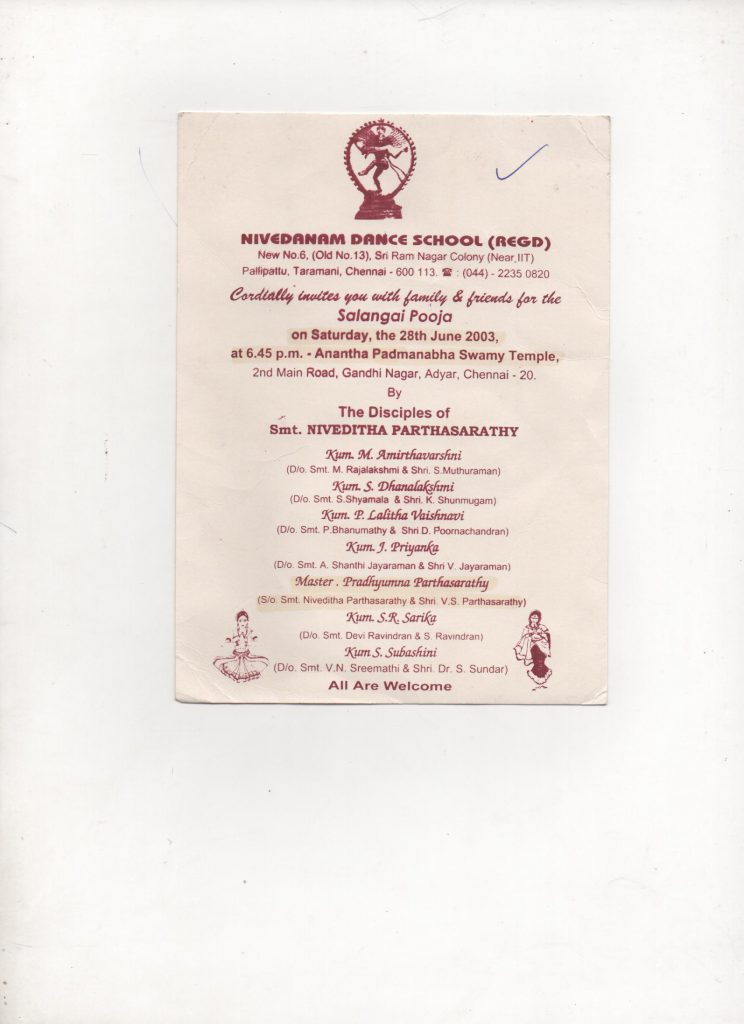 NIVEDANAM DANCE SCHOOL (REGD)
New No.6, (Old No.13), Sri Ram Nagar Colony (Near IIT)
Pallipattu, Taramani, Chennai - 600 113. ☎ : (044) - 2235 0820
Cordially invites you with family & friends for the
Salangai Pooja
on Saturday, the 28th June 2003,
at 6.45 p.m. - Anantha Padmanabha Swamy Temple,
2nd Main Road, Gandhi Nagar, Adyar, Chennai - 20.
By
The Disciples of
Smt. NIVEDITHA PARTHASARATHY
Kum. M. Amirthavarshni
(D/o. Smt. M. Rajalakshmi & Shri. S.Muthuraman)
Kum. S. Dhanalakshmi
(D/o. Smt. S.Shyamala & Shri. K. Shunmugam)
Kum. P. Lalitha Vaishnavi
(D/o. Smt. P.Bhanumathy & Shri D. Poornachandran)
Kum. J. Priyanka
(D/o. Smt. A. Shanthi Jayaraman & Shri V. Jayaraman)
Master . Pradhyumna Parthasarathy
(S/o. Smt. Niveditha Parthasarathy & Shri. V.S. Parthasarathy)
Kum. S.R. Sarika
(D/o. Smt. Devi Ravindran & S. Ravindran)
Kum S. Subashini
(D/o. Smt. V.N. Sreemathi & Shri. Dr. S. Sundar)
All Are Welcome